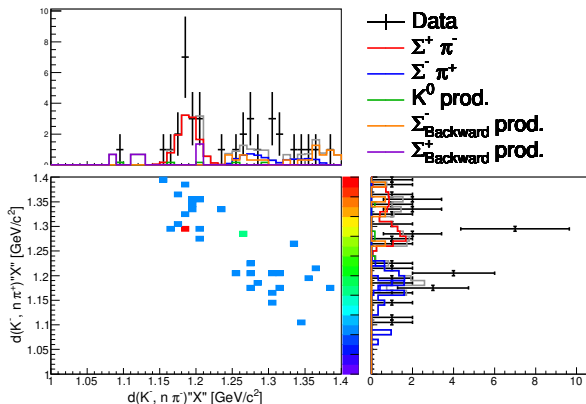 Data
Σ⁺ π⁻
Σ⁻ π⁺
K⁰ prod.
Σ⁻Backward prod.
Σ⁺Backward prod.
10
8
6
4
2
0
1.4
1.35
1.3
1.25
1.2
1.15
1.1
1.05
1
d(K⁻, n π⁺)"X" [GeV/c²]
1 1.05 1.1 1.15 1.2 1.25 1.3 1.35 1.4
d(K⁻, n π⁻)"X" [GeV/c²]
0 2 4 6 8 10